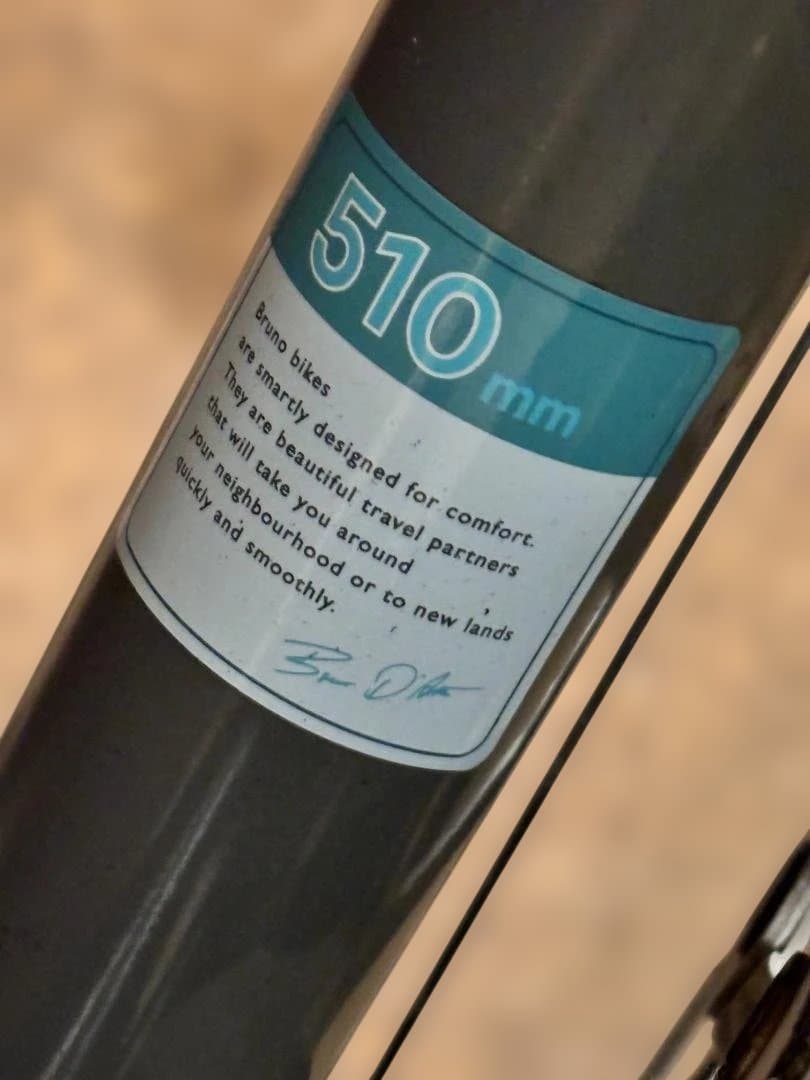 510 mm
Bruno bikes
are smartly designed for comfort.
They are beautiful travel partners
that will take you around
your neighbourhood or to new lands
quickly and smoothly.